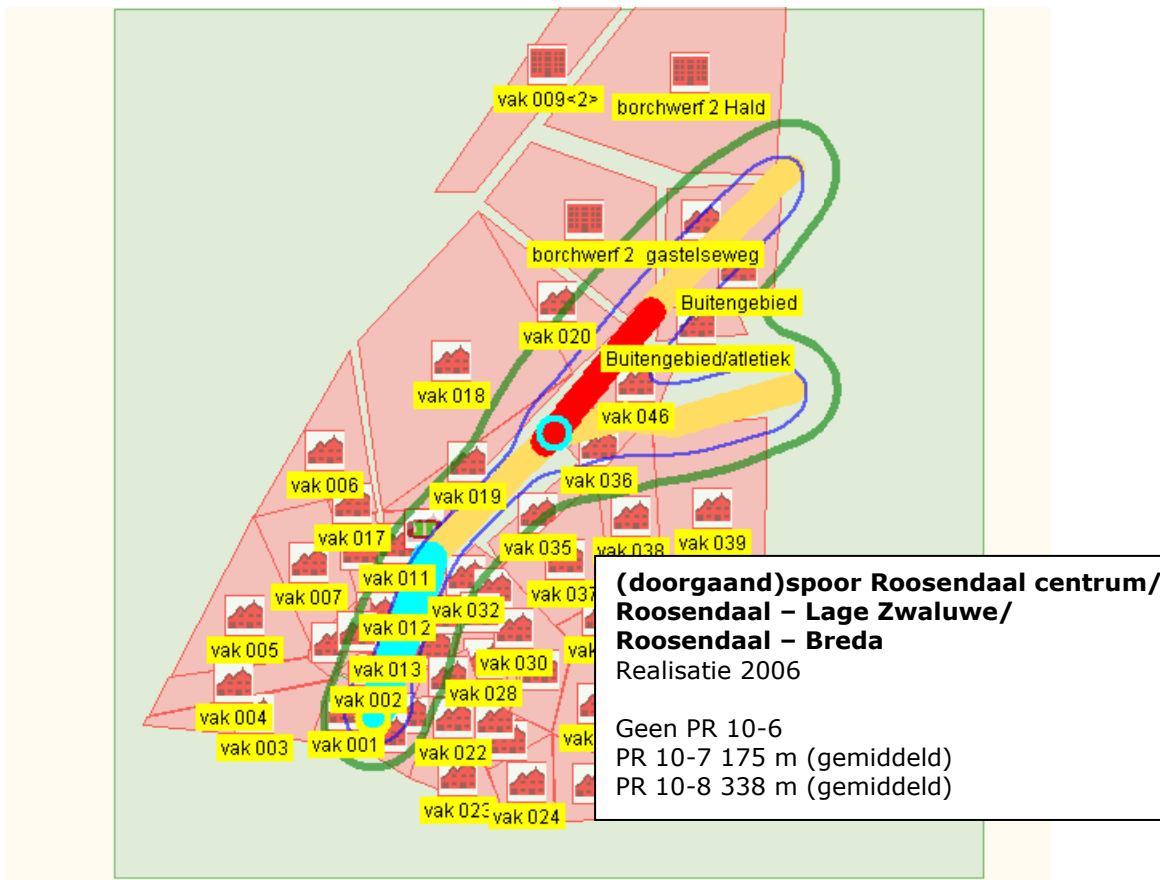 vak 009<2>
borchwerf 2 Hald
borchwerf 2 gastelseweg
Buitengebied
vak 020
Buitengebied/atletiek
vak 018
vak 046
vak 006
vak 036
vak 019
vak 017
vak 035
vak 038
vak 039
vak 011
vak 007
vak 037
vak 032
vak 012
vak 005
vak 030
vak 013
vak 028
vak 002
vak 004
vak 003
vak 001
vak 022
vak 023
vak 024
(doorgaand)spoor Roosendaal centrum/
Roosendaal – Lage Zwaluwe/
Roosendaal – Breda
Realisatie 2006
Geen PR 10-6
PR 10-7 175 m (gemiddeld)
PR 10-8 338 m (gemiddeld)